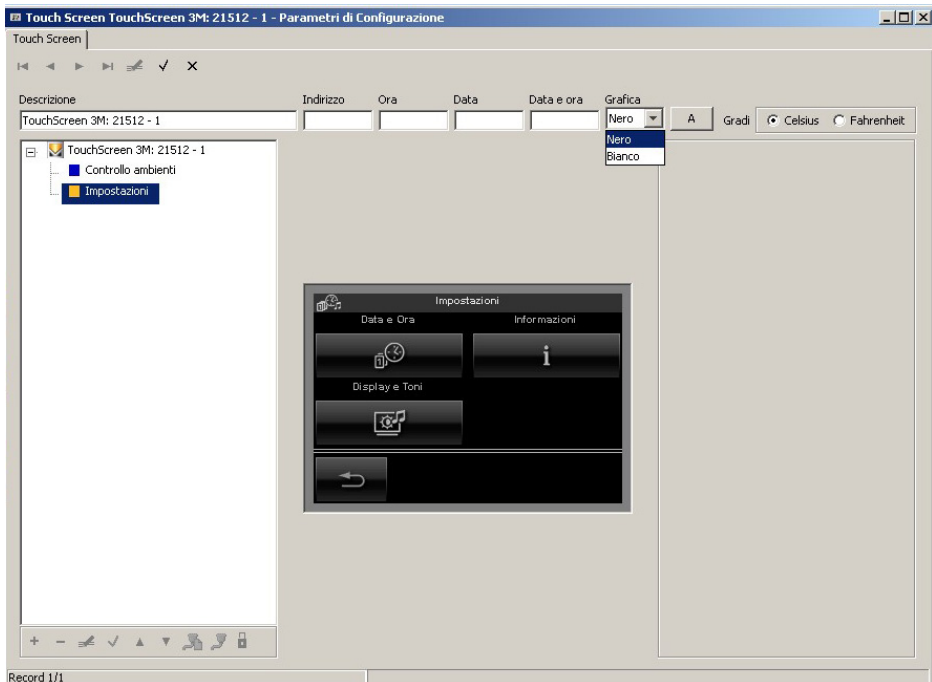 Touch Screen TouchScreen 3M: 21512 - 1 - Parametri di Configurazione
Touch Screen
Descrizione Indirizzo Ora Data Data e ora Grafica
TouchScreen 3M: 21512 - 1 Nero A Gradi Celsius Fahrenheit
Nero
Bianco
TouchScreen 3M: 21512 - 1
Controllo ambienti
Impostazioni
Impostazioni
Data e Ora Informazioni
1 i
Display e Toni
Record 1/1